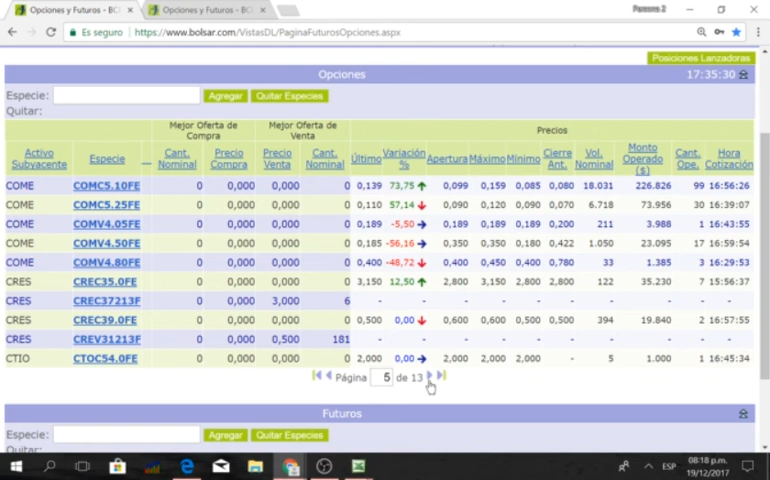 Opciones y Futuros - BCI
Opciones y Futuros - BCI
Persona 2
Es seguro https://www.bolsar.com/VistasDL/PaginaFuturosOpciones.aspx
Posiciones Lanzadoras
Opciones 17:35:30
Especie: Agregar Quitar Especies
Quitar:
Mejor Oferta de Compra Mejor Oferta de Venta Precios
Activo Subyacente Especie Cant. Nominal Precio Compra Precio Venta Cant. Nominal Último Variación % Apertura Máximo Mínimo Cierre Ant. Vol. Nominal Monto Operado ($) Cant. Ope. Hora Cotización
COME COMC5.10FE 0 0,000 0,000 0 0,139 73,75 0,099 0,159 0,085 0,080 18.031 226.826 99 16:56:26
COME COMC5.25FE 0 0,000 0,000 0 0,110 57,14 0,090 0,120 0,090 0,070 6.718 73.956 30 16:39:07
COME COMV4.05FE 0 0,000 0,000 0 0,189 -5,50 0,189 0,189 0,189 0,200 211 3.988 1 16:43:55
COME COMV4.50FE 0 0,000 0,000 0 0,185 -56,16 0,350 0,350 0,180 0,422 1.050 23.095 17 16:59:54
COME COMV4.80FE 0 0,000 0,000 0 0,400 -48,72 0,400 0,450 0,400 0,780 33 1.385 3 16:29:53
CRES CREC35.0FE 0 0,000 0,000 0 3,150 12,50 2,800 3,150 2,800 2,800 122 35.230 7 15:56:37
CRES CREC37213F 0 0,000 3,000 6 - - - - - - - - - -
CRES CREC39.0FE 0 0,000 0,000 0 0,500 0,00 0,600 0,600 0,500 0,500 394 19.840 2 16:57:55
CRES CREV31213F 0 0,000 0,500 181 - - - - - - - - - -
CTIO CTOC54.0FE 0 0,000 0,000 0 2,000 0,00 2,000 2,000 2,000 - 5 1.000 1 16:45:34
Página 5 de 13
Futuros
Especie: Agregar Quitar Especies
Quitar:
ESP 08:18 p.m.
19/12/2017